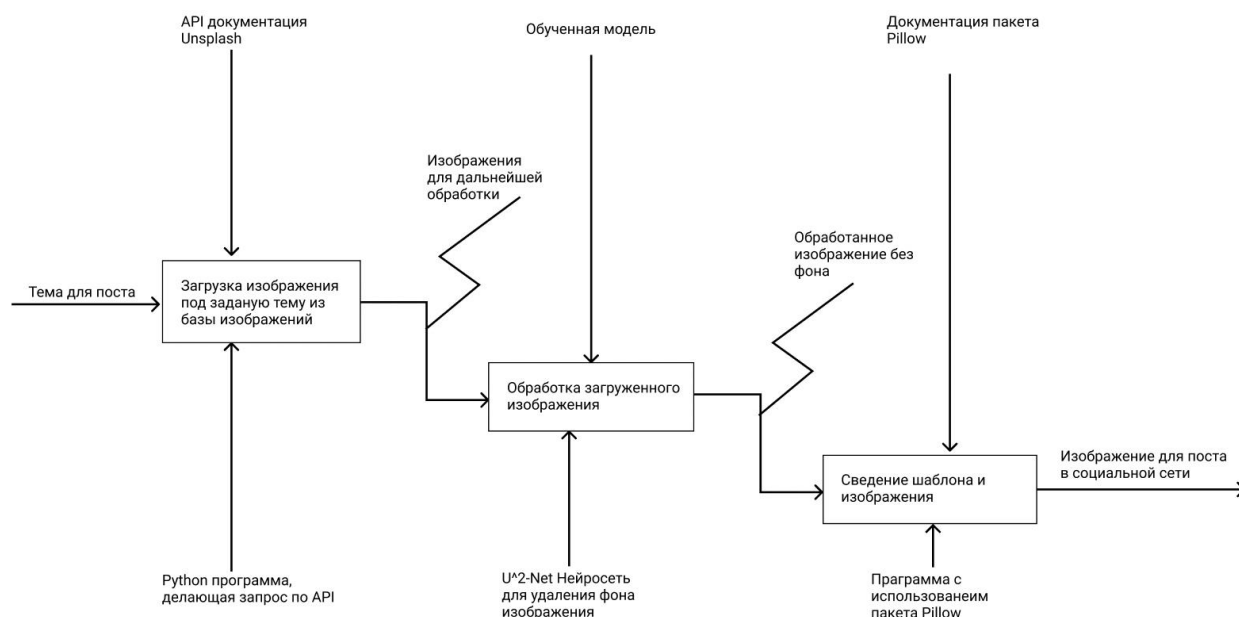 API документация
Unsplash
Обученная модель
Документация пакета
Pillow
Изображения
для дальнейшей
обработки
Обработанное
изображение без
фона
Тема для поста
Загрузка изображения
под заданую тему из
базы изображений
Обработка загруженного
изображения
Сведение шаблона и
изображения
Изображение для поста
в социальной сети
Python программа,
делающая запрос по API
U^2-Net Нейросеть
для удаления фона
изображения
Праграмма с
использованеим
пакета Pillow